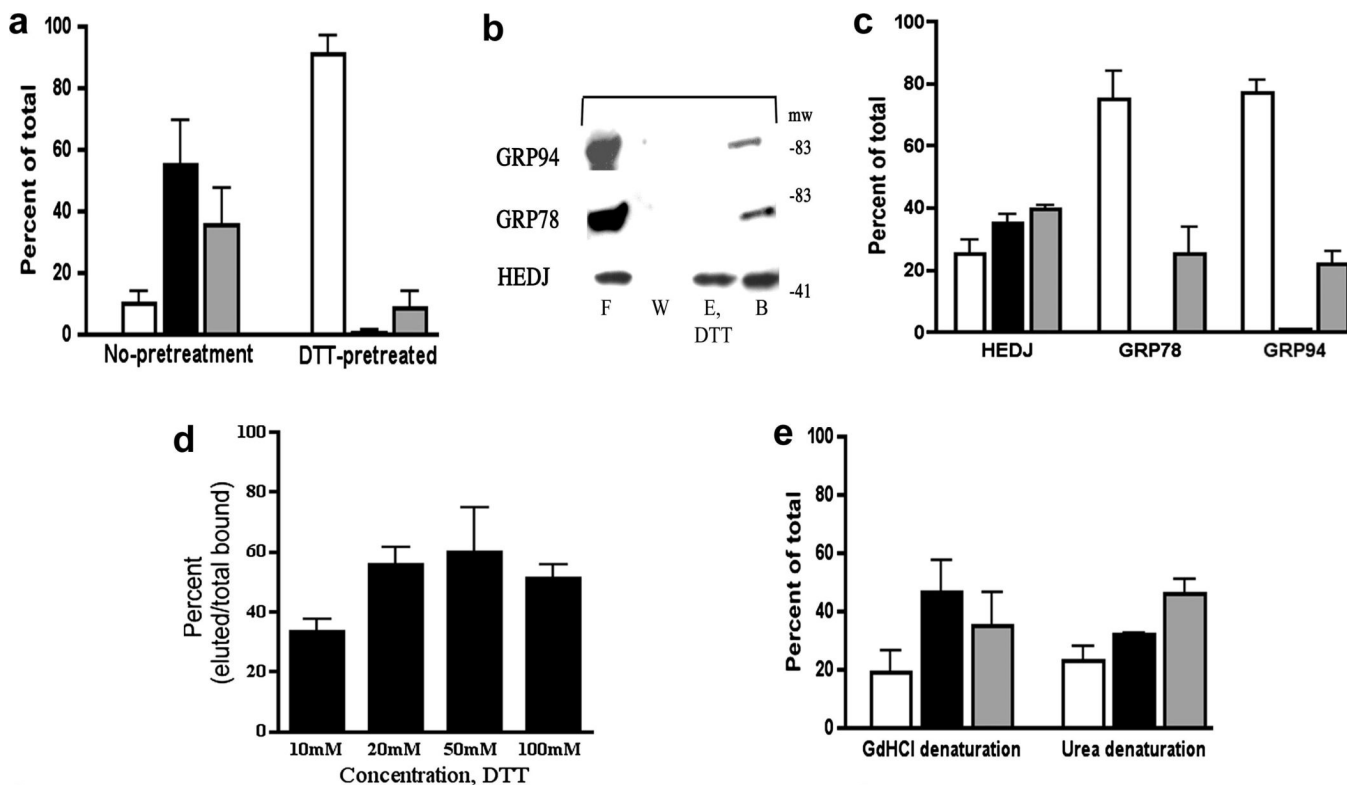 a
Percent of total
100
80
60
40
20
0
No-pretreatment
DTT-pretreated
b
mw
GRP94
-83
-83
GRP78
HEDJ
-41
F
W
E,
DTT
B
c
Percent of total
100
80
60
40
20
0
HEDJ
GRP78
GRP94
d
Percent
(eluted/total bound)
100
80
60
40
20
0
10mM
20mM
50mM
100mM
Concentration, DTT
e
Percent of total
100
80
60
40
20
0
GdHCl denaturation
Urea denaturation